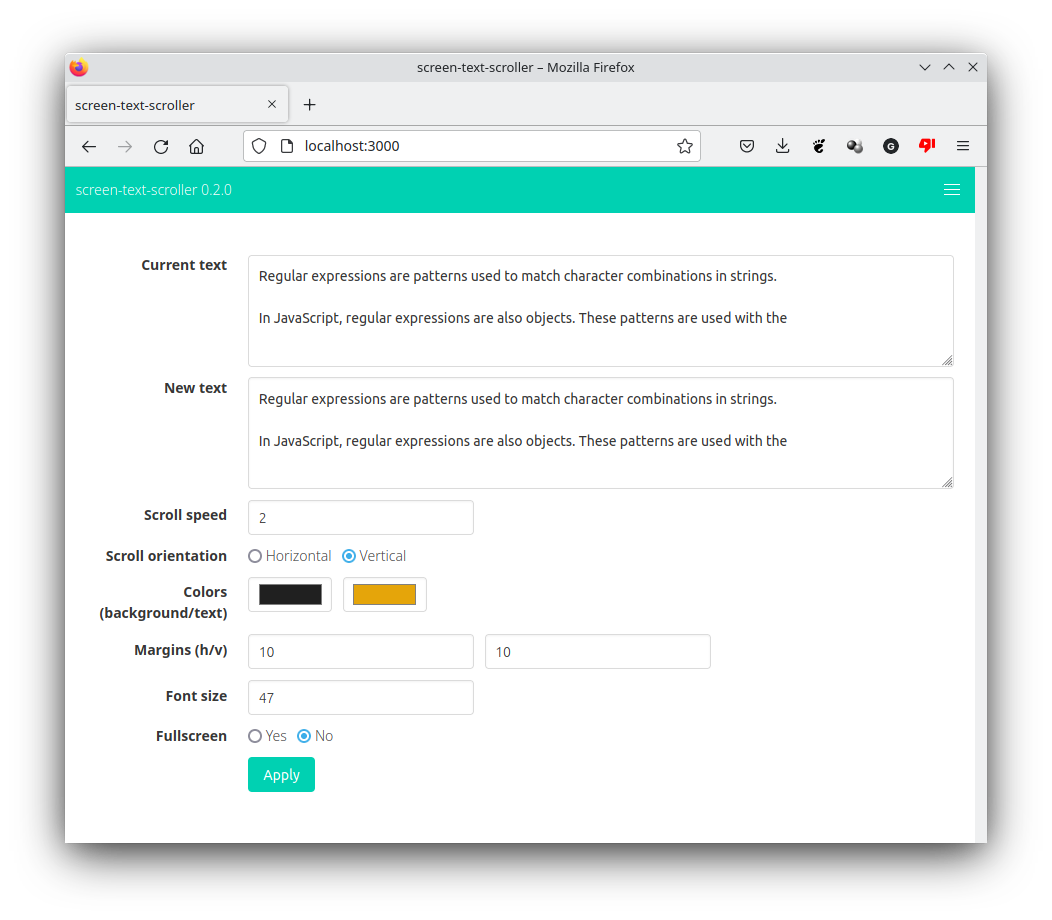 screen-text-scroller – Mozilla Firefox
screen-text-scroller
localhost:3000
G
screen-text-scroller 0.2.0
Current text
Regular expressions are patterns used to match character combinations in strings.
In JavaScript, regular expressions are also objects. These patterns are used with the
New text
Regular expressions are patterns used to match character combinations in strings.
In JavaScript, regular expressions are also objects. These patterns are used with the
Scroll speed
2
Scroll orientation
Horizontal Vertical
Colors
(background/text)
Margins (h/v)
10 10
Font size
47
Fullscreen
Yes No
Apply